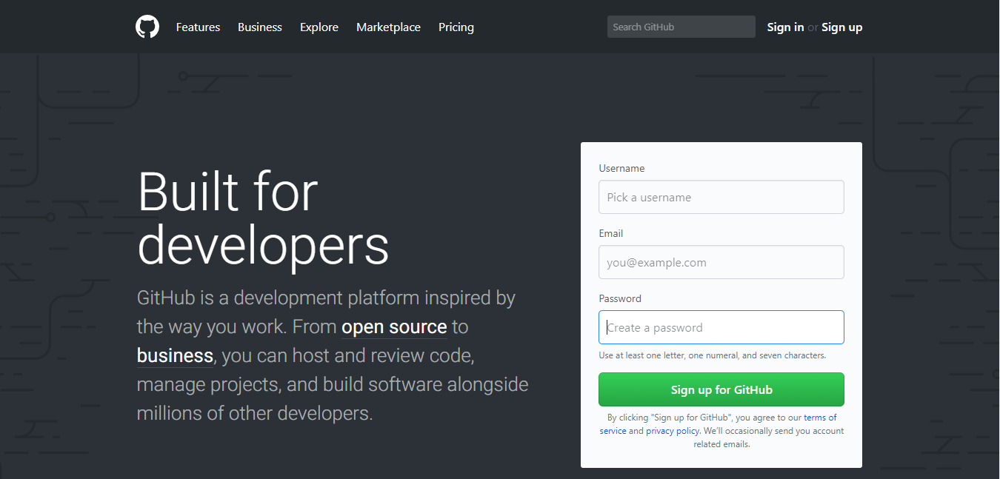 Features Business Explore Marketplace Pricing Search GitHub Sign in or Sign up
Built for
developers
GitHub is a development platform inspired by
the way you work. From open source to
business, you can host and review code,
manage projects, and build software alongside
millions of other developers.
Username
Pick a username
Email
you@example.com
Password
Create a password
Use at least one letter, one numeral, and seven characters.
Sign up for GitHub
By clicking "Sign up for GitHub", you agree to our terms of
service and privacy policy. We'll occasionally send you account
related emails.